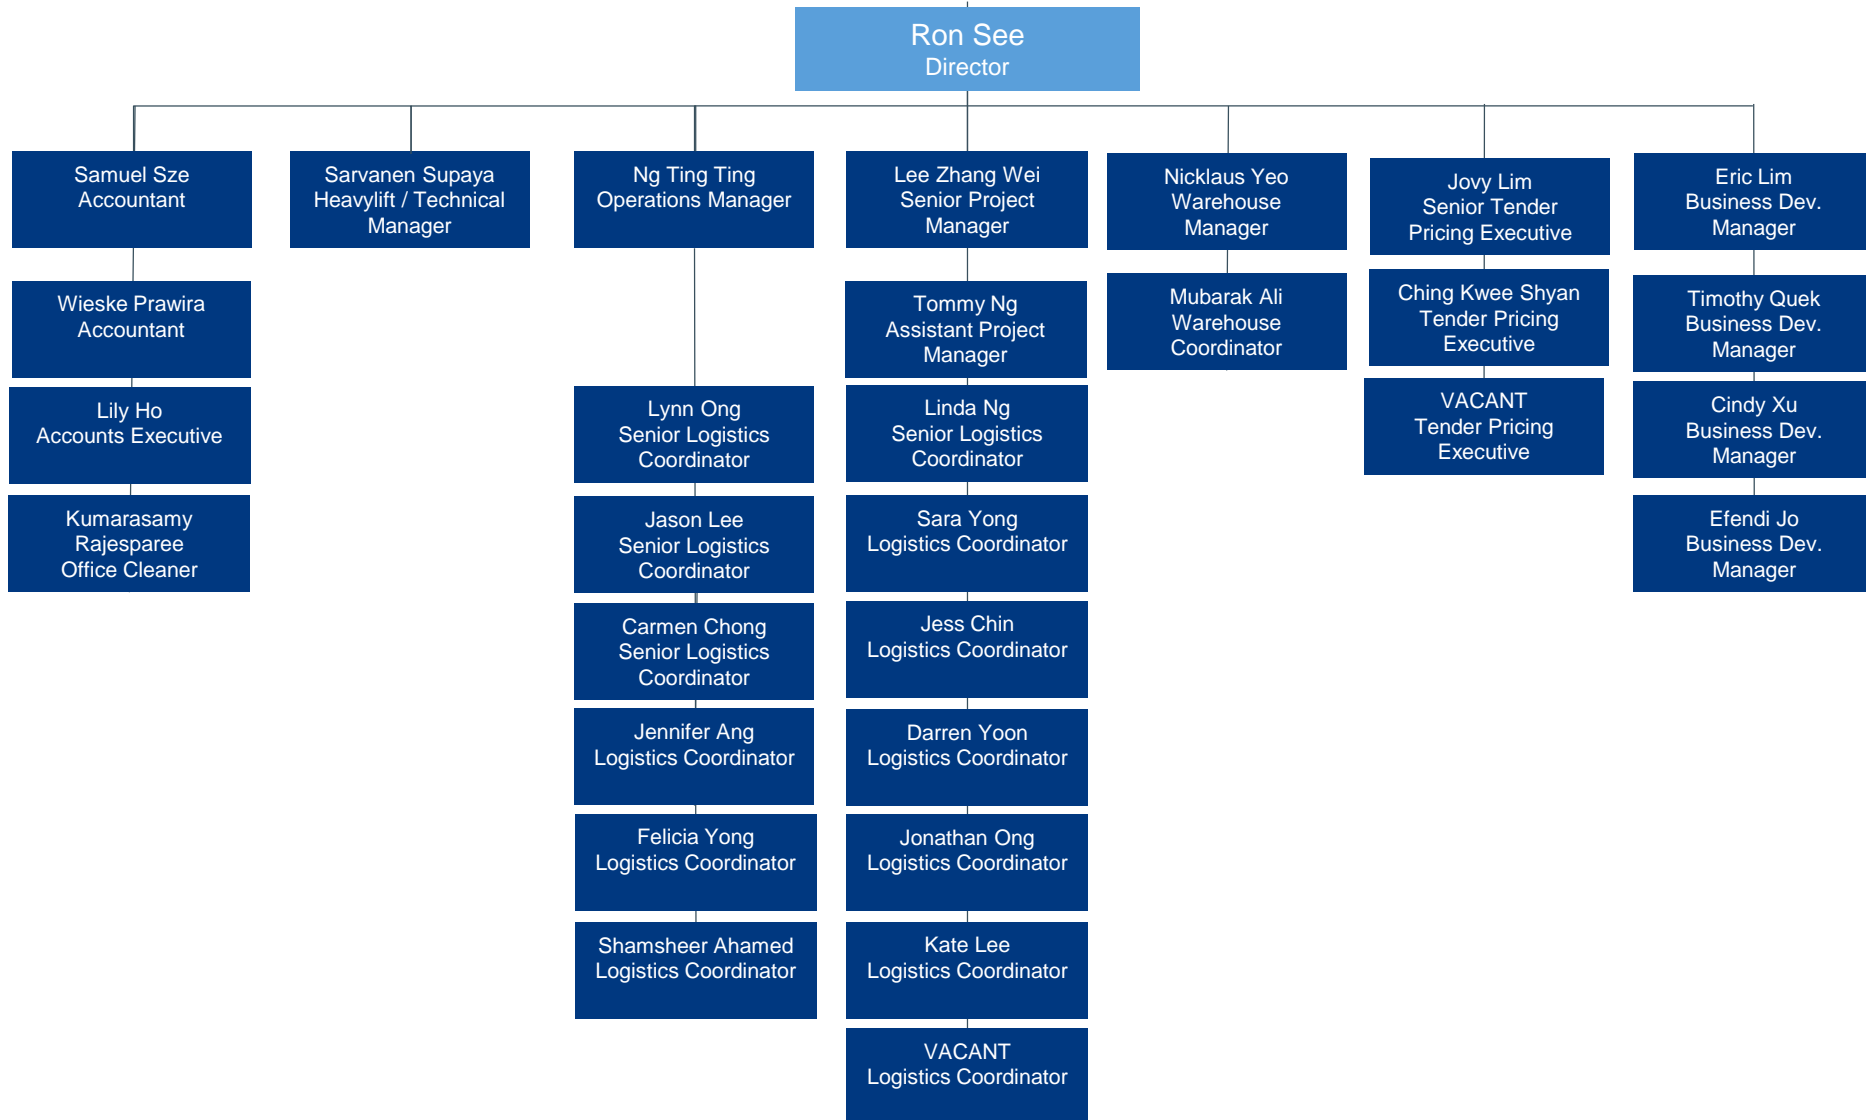 Ron See
Director
Samuel Sze
Accountant
Wieske Prawira
Accountant
Lily Ho
Accounts Executive
Kumarasamy
Rajesparee
Office Cleaner
Sarvanen Supaya
Heavylift / Technical
Manager
Ng Ting Ting
Operations Manager
Lynn Ong
Senior Logistics
Coordinator
Jason Lee
Senior Logistics
Coordinator
Carmen Chong
Senior Logistics
Coordinator
Jennifer Ang
Logistics Coordinator
Felicia Yong
Logistics Coordinator
Shamsheer Ahamed
Logistics Coordinator
Lee Zhang Wei
Senior Project
Manager
Tommy Ng
Assistant Project
Manager
Linda Ng
Senior Logistics
Coordinator
Sara Yong
Logistics Coordinator
Jess Chin
Logistics Coordinator
Darren Yoon
Logistics Coordinator
Jonathan Ong
Logistics Coordinator
Kate Lee
Logistics Coordinator
VACANT
Logistics Coordinator
Nicklaus Yeo
Warehouse
Manager
Mubarak Ali
Warehouse
Coordinator
Jovy Lim
Senior Tender
Pricing Executive
Ching Kwee Shyan
Tender Pricing
Executive
VACANT
Tender Pricing
Executive
Eric Lim
Business Dev.
Manager
Timothy Quek
Business Dev.
Manager
Cindy Xu
Business Dev.
Manager
Efendi Jo
Business Dev.
Manager